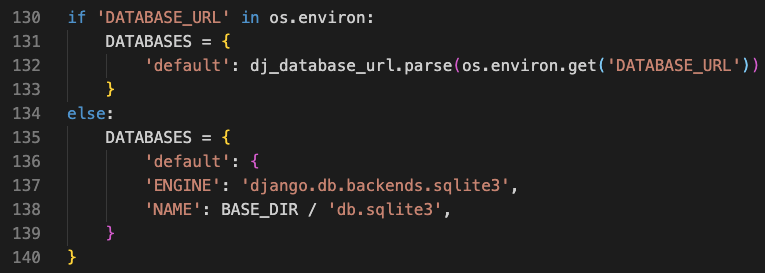 130 if 'DATABASE_URL' in os.environ:
131     DATABASES = {
132         'default': dj_database_url.parse(os.environ.get('DATABASE_URL'))
133     }
134 else:
135     DATABASES = {
136         'default': {
137         'ENGINE': 'django.db.backends.sqlite3',
138         'NAME': BASE_DIR / 'db.sqlite3',
139     }
140 }